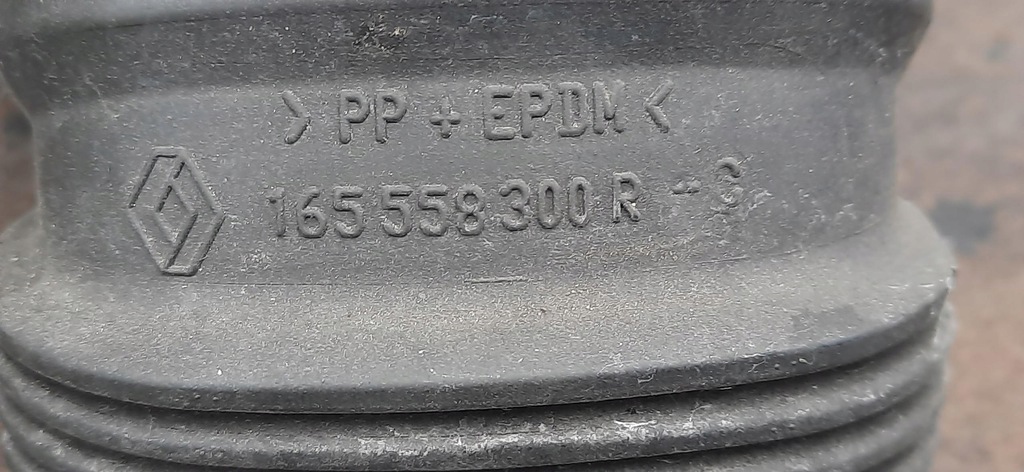 >PP + EPDM<
165 558 300 R - G